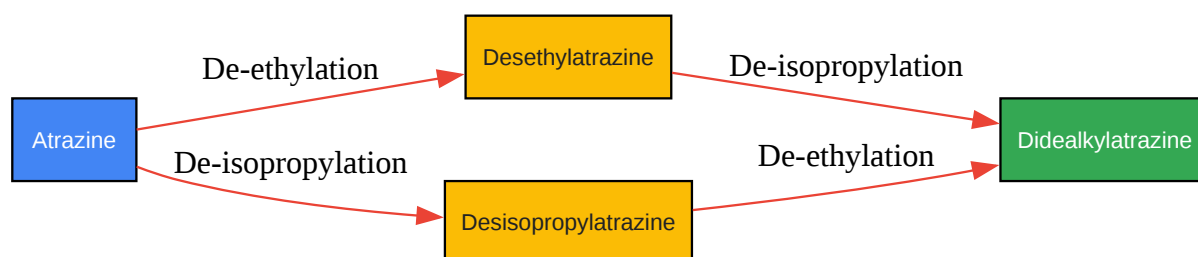 Desethylatrazine
De-ethylation
De-isopropylation
Atrazine
Didealkylatrazine
De-isopropylation
De-ethylation
Desisopropylatrazine